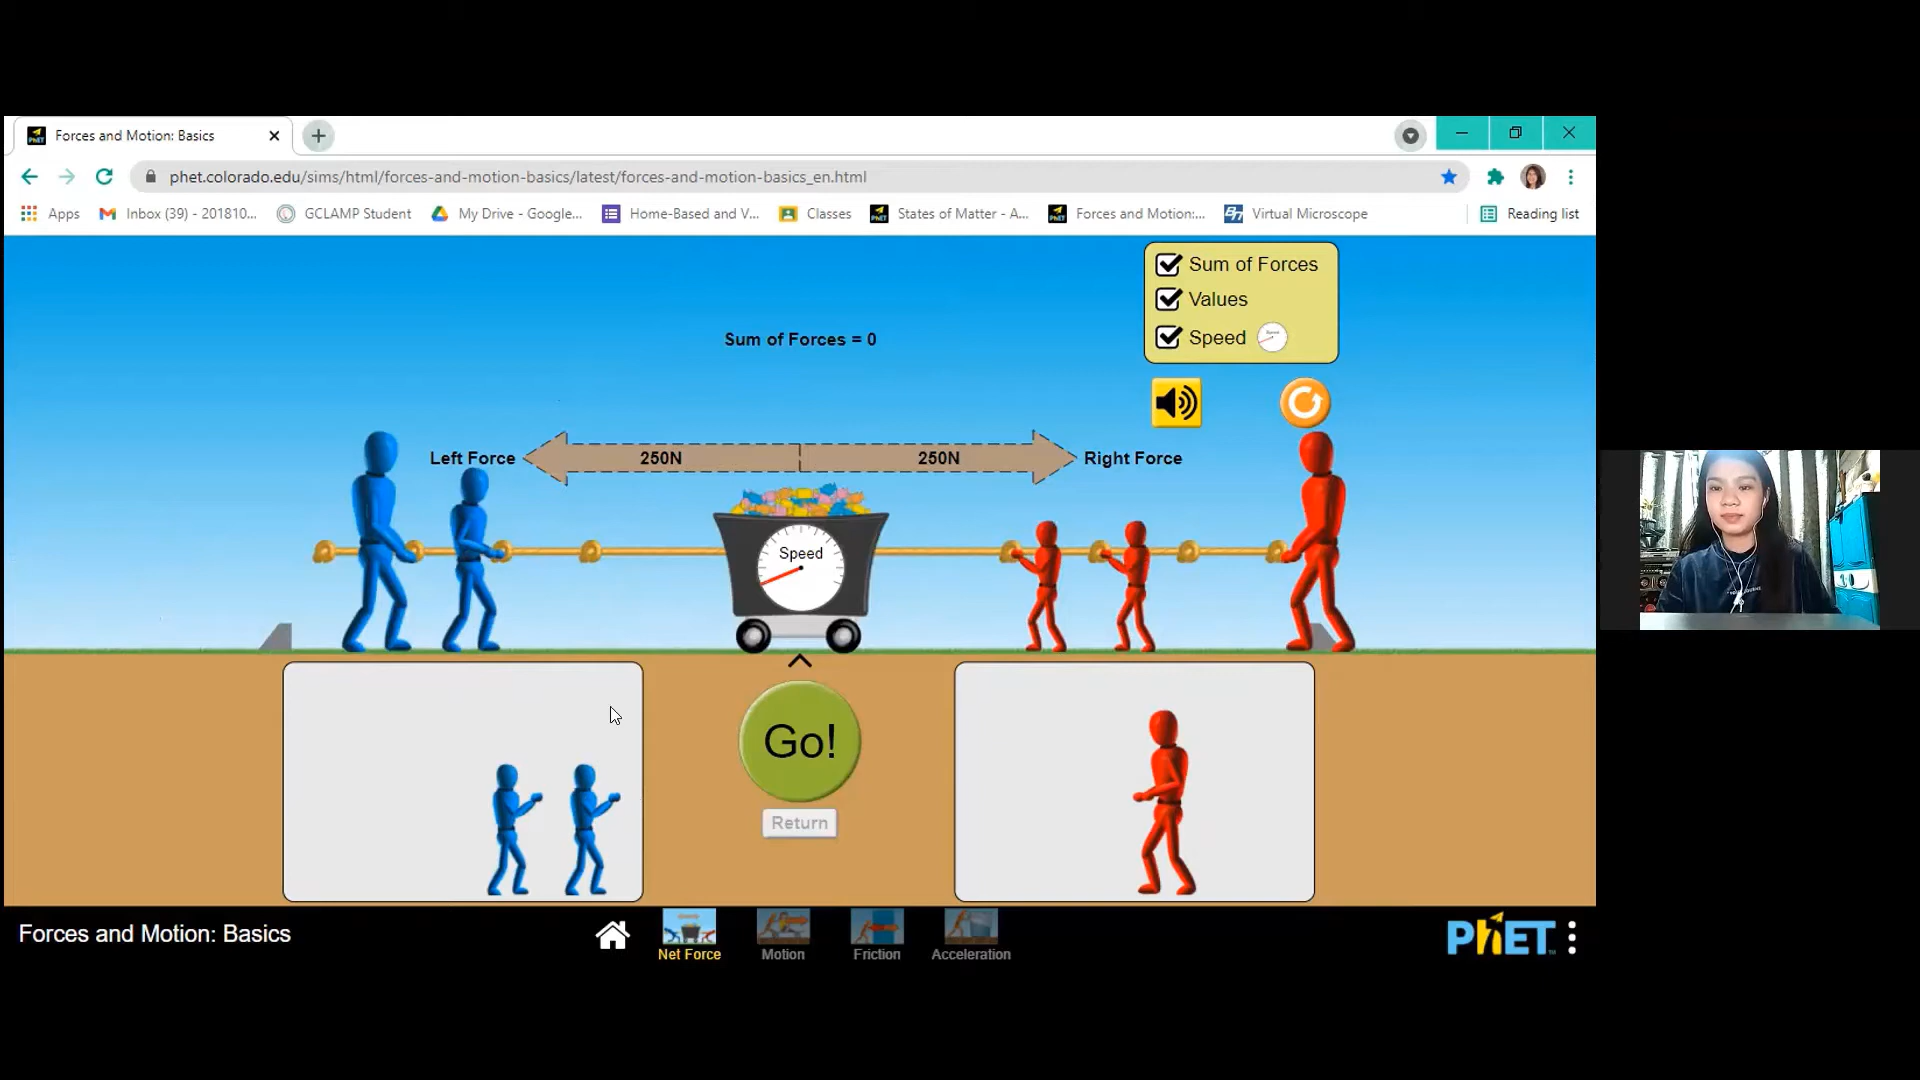 Forces and Motion: Basics
phet.colorado.edu/sims/html/forces-and-motion-basics/latest/forces-and-motion-basics_en.html
Apps Inbox (39) - 201810... GCLAMP Student My Drive - Google... Home-Based and V... Classes States of Matter - A... Forces and Motion:... Virtual Microscope Reading list
Sum of Forces
Values
Speed
Sum of Forces = 0
Left Force 250N 250N Right Force
Speed
Go!
Return
Forces and Motion: Basics
Net Force Motion Friction Acceleration
PhET